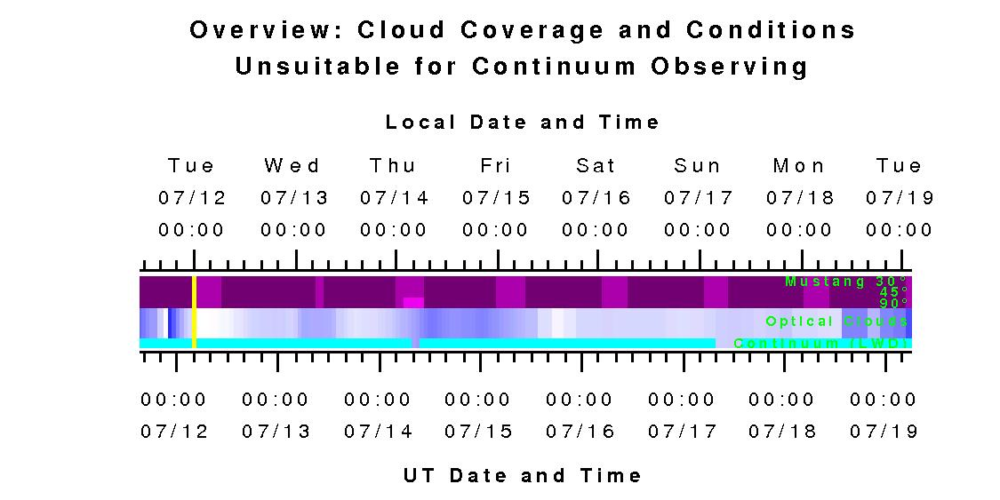 Overview: Cloud Coverage and Conditions
Unsuitable for Continuum Observing
Local Date and Time
Tue Wed Thu Fri Sat Sun Mon Tue
07/12 07/13 07/14 07/15 07/16 07/17 07/18 07/19
00:00 00:00 00:00 00:00 00:00 00:00 00:00 00:00
Mustang 30°
45°
90°
Optical Clouds
Continuum (LWD)
00:00 00:00 00:00 00:00 00:00 00:00 00:00 00:00
07/12 07/13 07/14 07/15 07/16 07/17 07/18 07/19
UT Date and Time